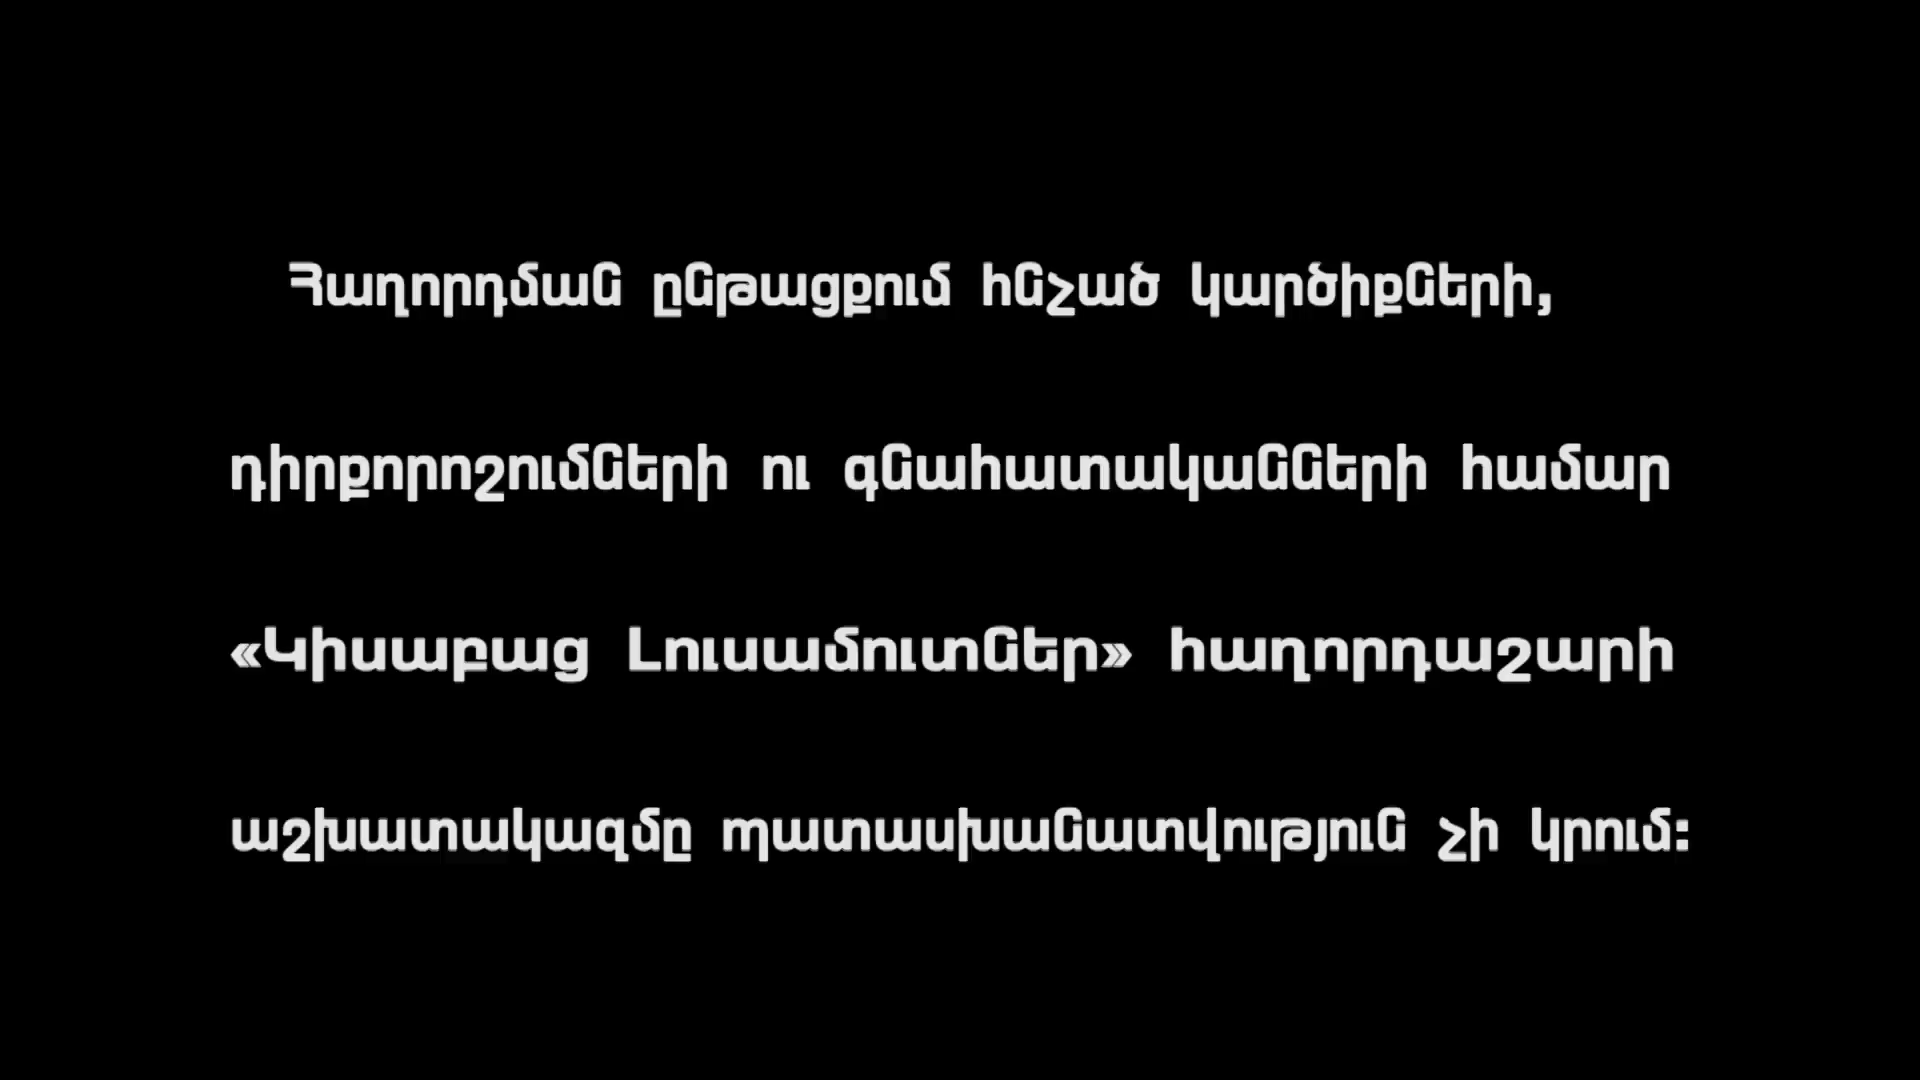 Հաղորդման ընթացքում հնչած կարծիքների,
դիրքորոշումների ու գնահատականների համար
«Կիսաբաց Լուսամուտներ» հաղորդաշարի
աշխատակազմը պատասխանատվություն չի կրում: